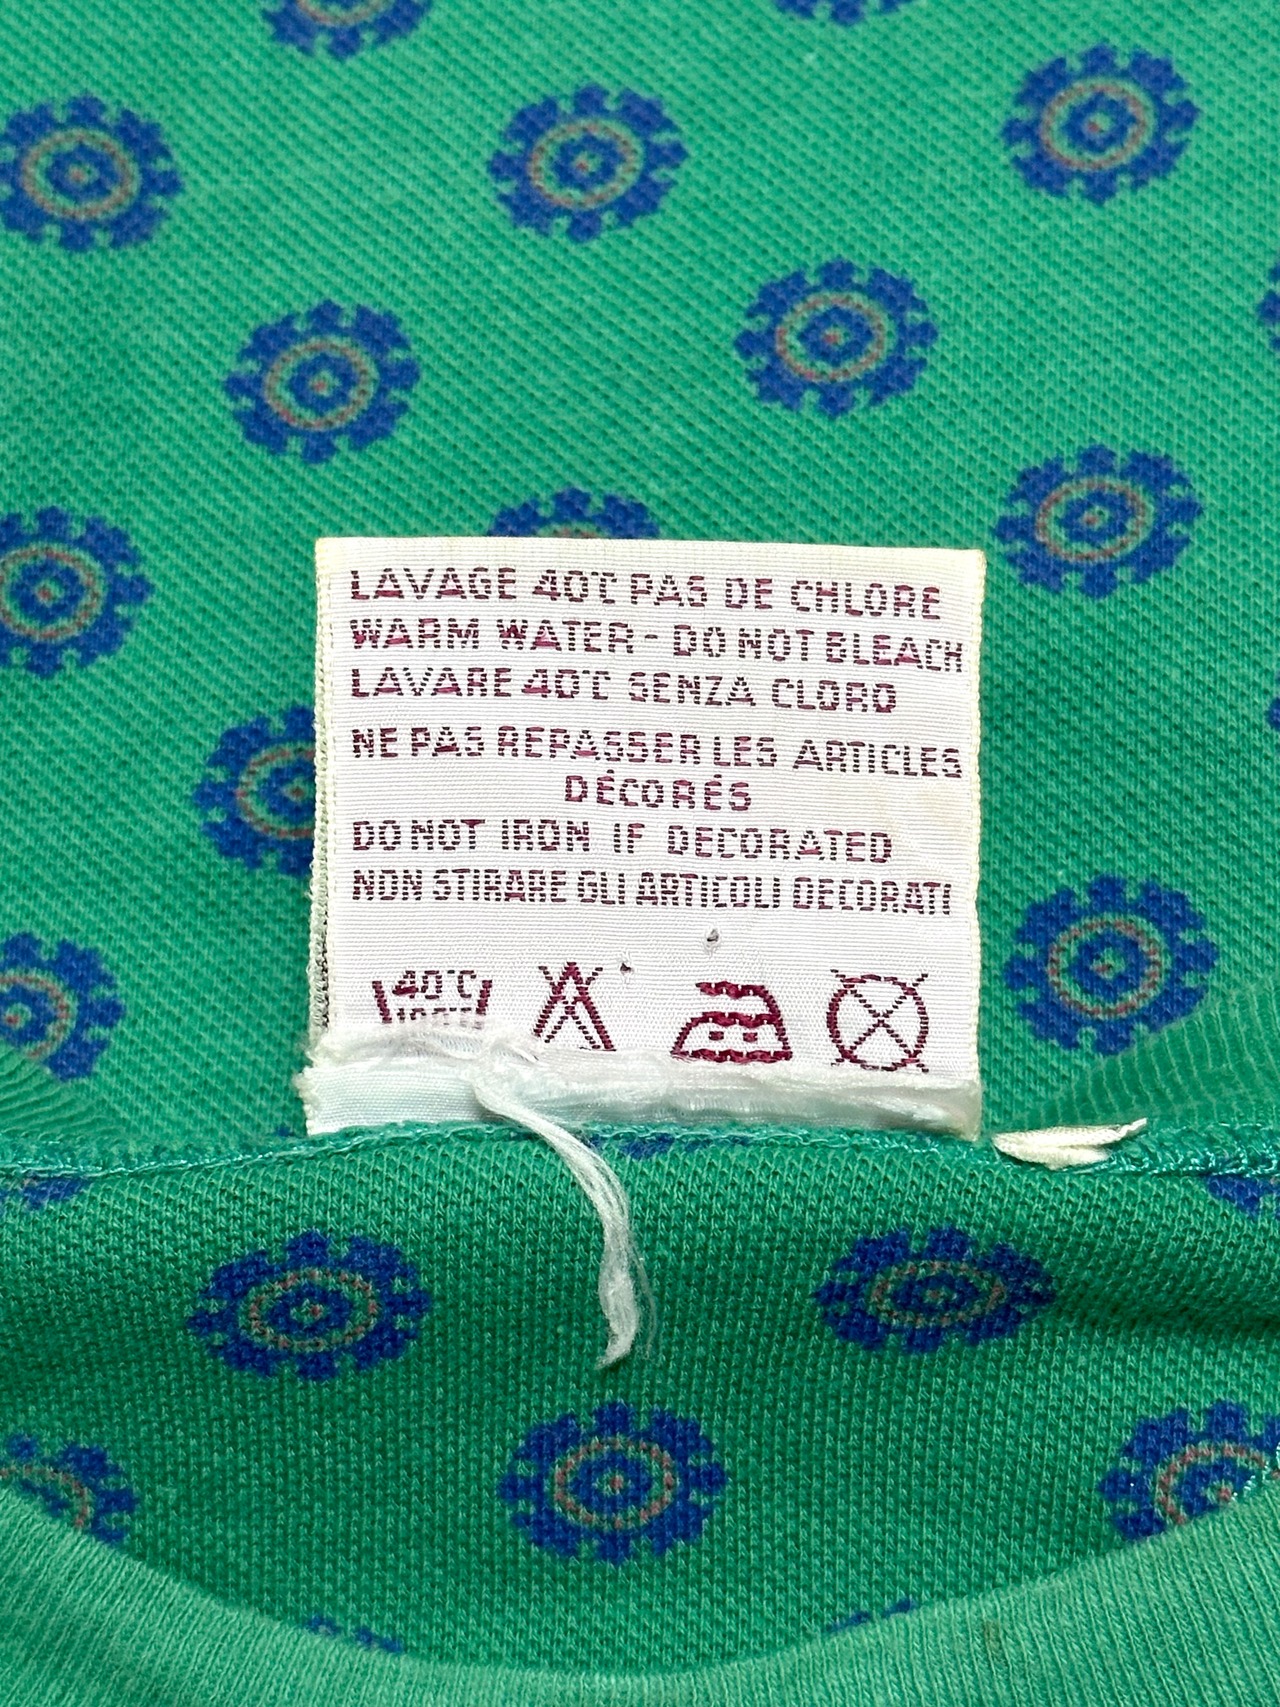 LAVAGE 40°C PAS DE CHLORE
WARM WATER - DO NOT BLEACH
LAVARE 40°C SENZA CLORO
NE PAS REPASSER LES ARTICLES
DÉCORÉS
DO NOT IRON IF DECORATED
NON STIRARE GLI ARTICOLI DECORATI
40°C